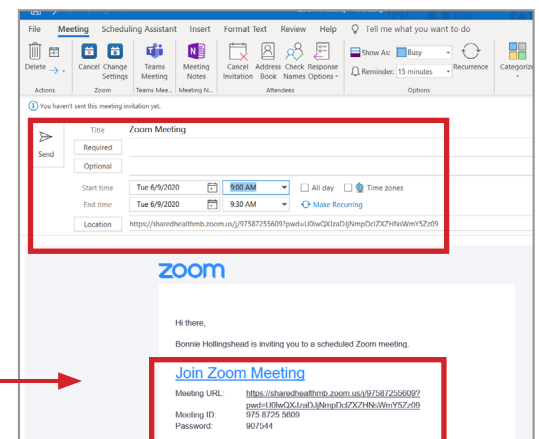 File Meeting Scheduling Assistant Insert Format Text Review Help Tell me what you want to do
Delete Cancel Change Settings Teams Meeting Meeting Notes Cancel Invitation Address Book Check Names Response Options Show As: Busy Recurrence Categorize
Reminder: 15 minutes
Actions Zoom Teams Mee... Meeting N... Attendees Options
You haven't sent this meeting invitation yet.
Send
Title Zoom Meeting
Required
Optional
Start time Tue 6/9/2020 9:00 AM All day Time zones
End time Tue 6/9/2020 9:30 AM Make Recurring
Location https://sharedhealthmb.zoom.us/j/97587255609?pwd=U0lwQXJzaDJjNmpDclZXZHNsWmY5Zz09
zoom
Hi there,
Bonnie Hollingshead is inviting you to a scheduled Zoom meeting.
Join Zoom Meeting
Meeting URL: https://sharedhealthmb.zoom.us/j/97587255609?
pwd=U0lwQXJzaDJjNmpDclZXZHNsWmY5Zz09
Meeting ID: 975 8725 5609
Password: 907544